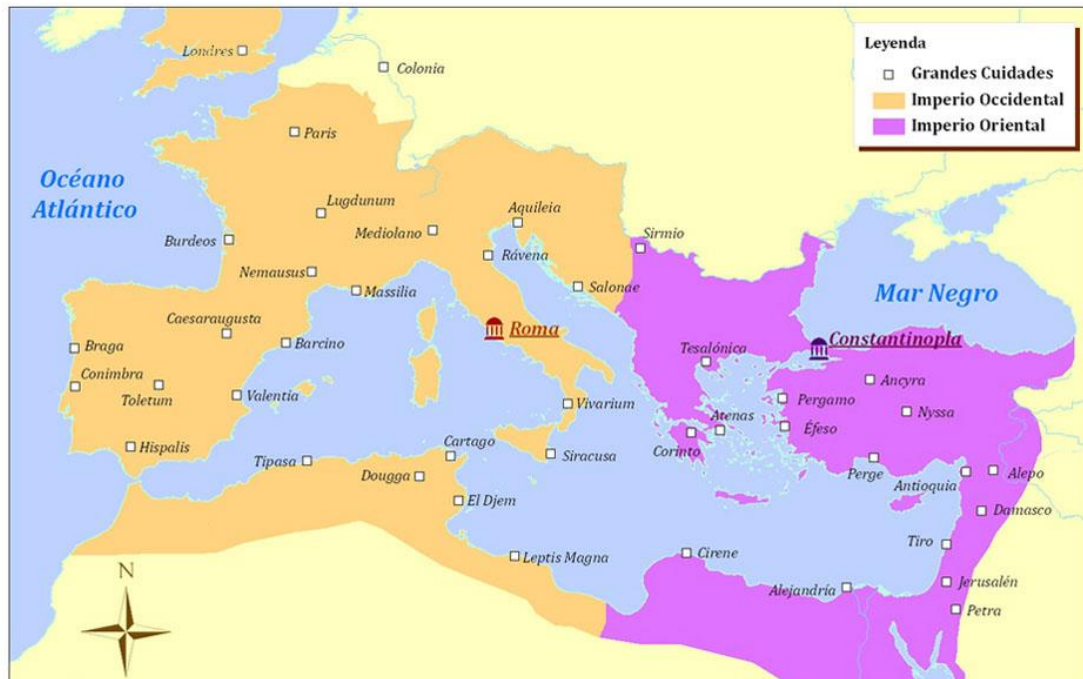 Leyenda
Grandes Cuidades
Imperio Occidental
Imperio Oriental
Londres
Colonia
Paris
Océano
Atlántico
Lugdunum
Aquileia
Mediolano
Burdeos
Rávena
Sirmio
Nemausus
Massilia
Salonae
Mar Negro
Caesaraugusta
Roma
Constantinopla
Braga
Barcino
Tesalónica
Conimbra
Toletum
Valentia
Vivarium
Ancyra
Pergamo
Nyssa
Atenas
Éfeso
Hispalis
Cartago
Corinto
Tipasa
Dougga
Siracusa
Perge
Antioquia
Alepo
El Djem
Damasco
Leptis Magna
Cirene
Tiro
Alejandría
Jerusalén
Petra
N